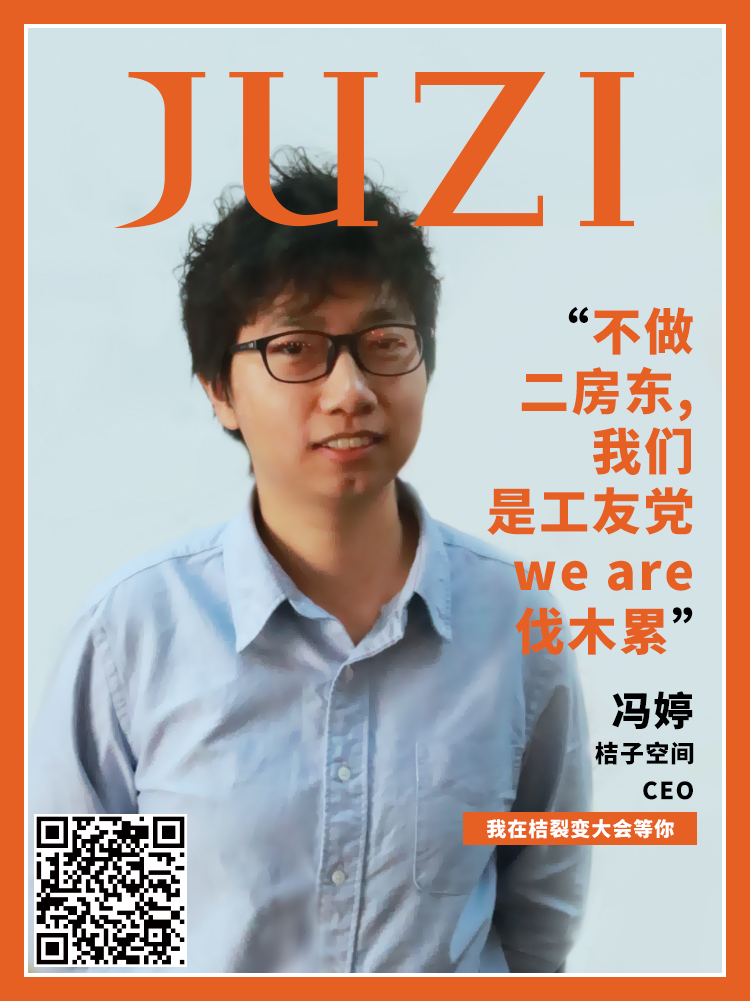 JUZI
“不做
二房东，
我们
是工友党
we are
伐木累”
冯婷
桔子空间
CEO
我在桔裂变大会等你